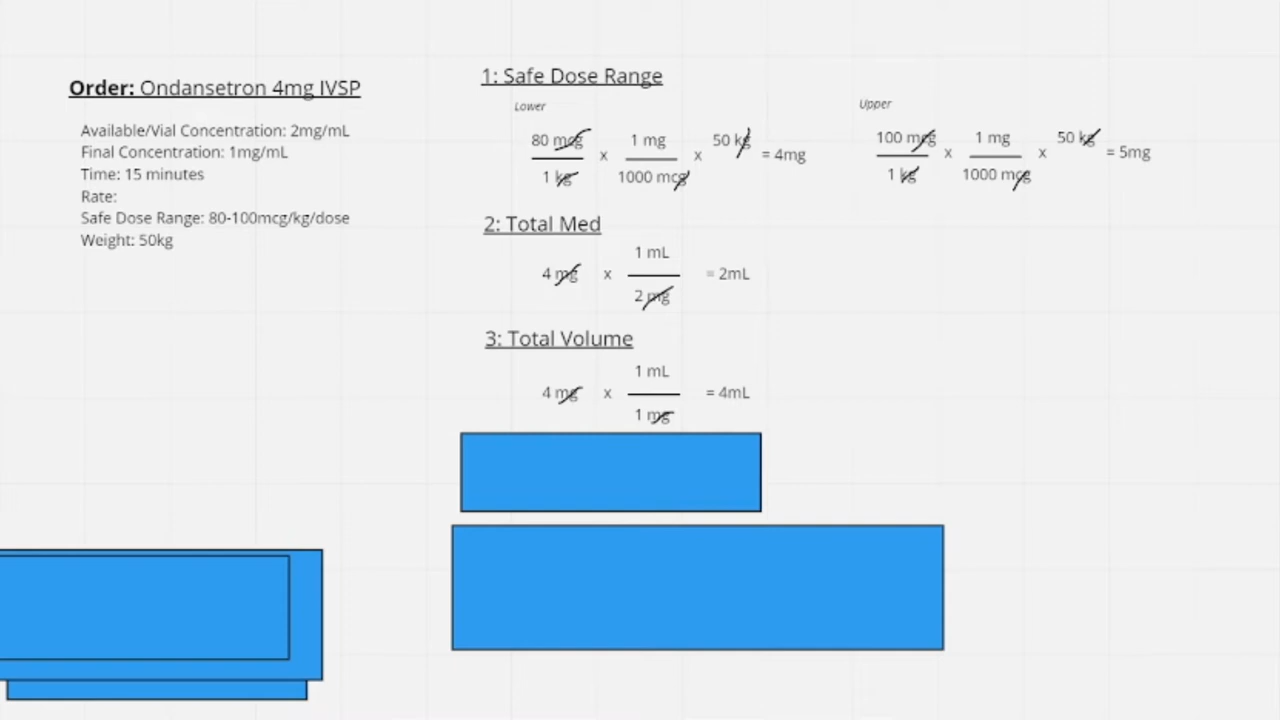 Order: Ondansetron 4mg IVSP
Available/Vial Concentration: 2mg/mL
Final Concentration: 1mg/mL
Time: 15 minutes
Rate:
Safe Dose Range: 80-100mcg/kg/dose
Weight: 50kg
1: Safe Dose Range
Lower
80 mcg x 1 mg x 50 kg = 4mg
1 kg 1000 mcg
Upper
100 mcg x 1 mg x 50 kg = 5mg
1 kg 1000 mcg
2: Total Med
1 mL
4 mg x = 2mL
2 mg
3: Total Volume
1 mL
4 mg x = 4mL
1 mg